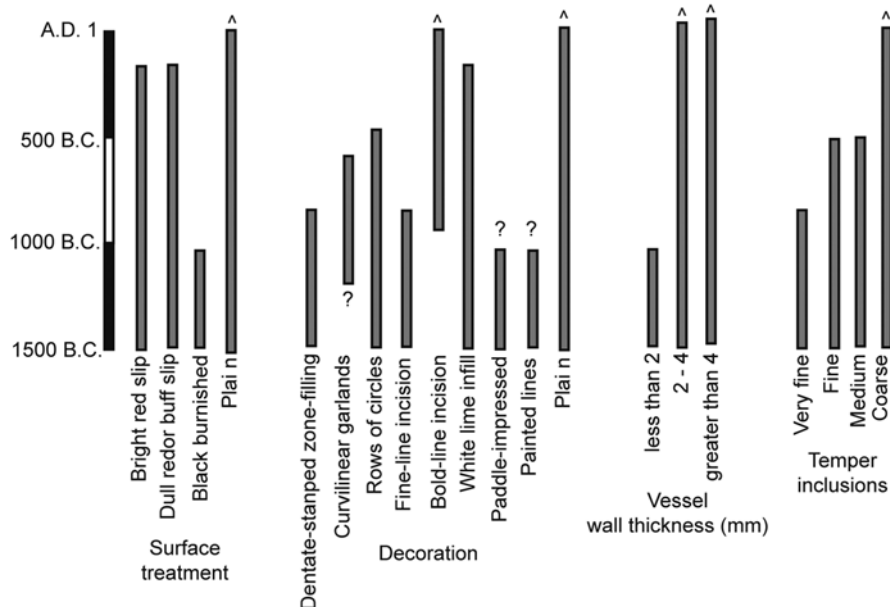 A.D. 1
500 B.C.
1000 B.C.
1500 B.C.
^
^
^
^
^
^
?
?
?
Bright red slip
Dull redor buff slip
Black burnished
Plai n
Dentate-stanped zone-filling
Curvilinear garlands
Rows of circles
Fine-line incision
Bold-line incision
White lime infill
Paddle-impressed
Painted lines
Plai n
less than 2
2 - 4
greater than 4
Very fine
Fine
Medium
Coarse
Surface
treatment
Decoration
Vessel
wall thickness (mm)
Temper
inclusions